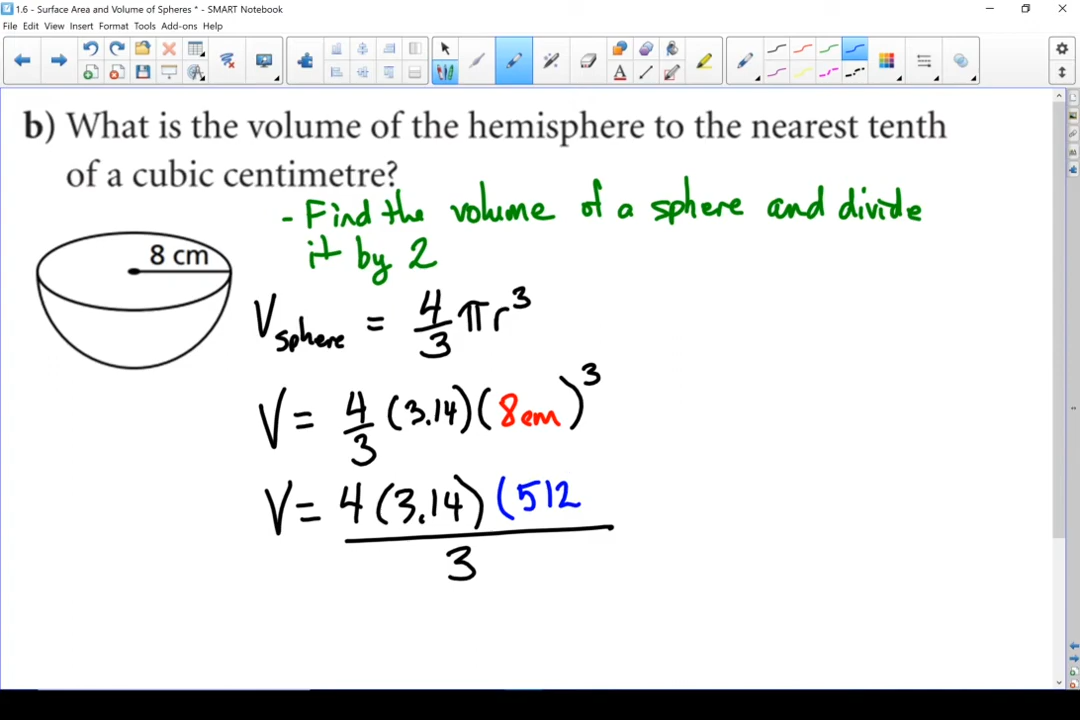 1.6 - Surface Area and Volume of Spheres * - SMART Notebook
File Edit View Insert Format Tools Add-ons Help
b) What is the volume of the hemisphere to the nearest tenth
of a cubic centimetre?
- Find the volume of a sphere and divide
it by 2
8 cm
V sphere = 4/3 πr³
V = 4/3 (3.14)(8cm)³
V = 4(3.14)(512
3